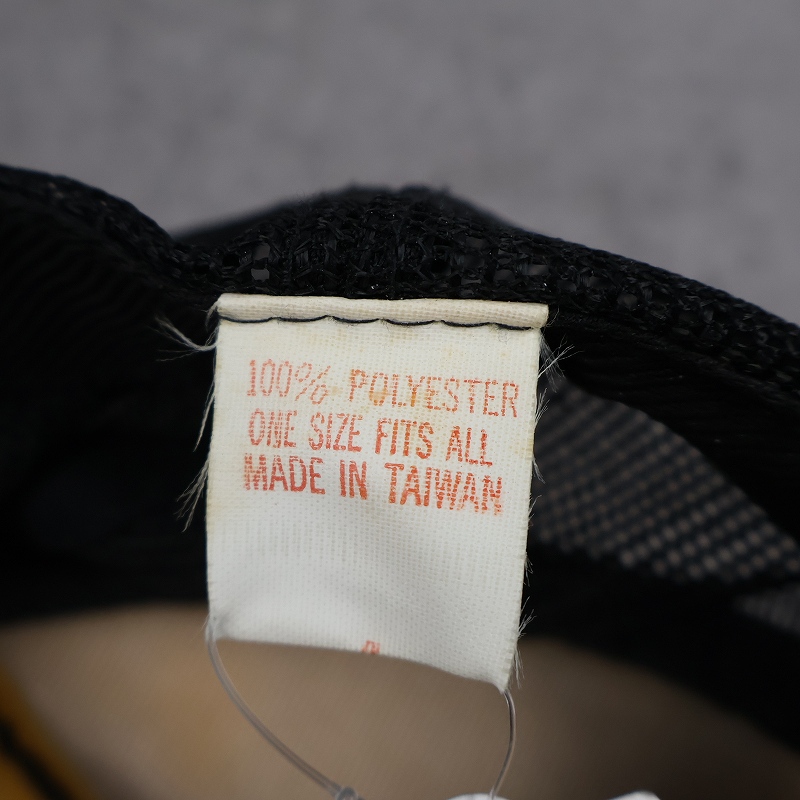 100% POLYESTER
ONE SIZE FITS ALL
MADE IN TAIWAN